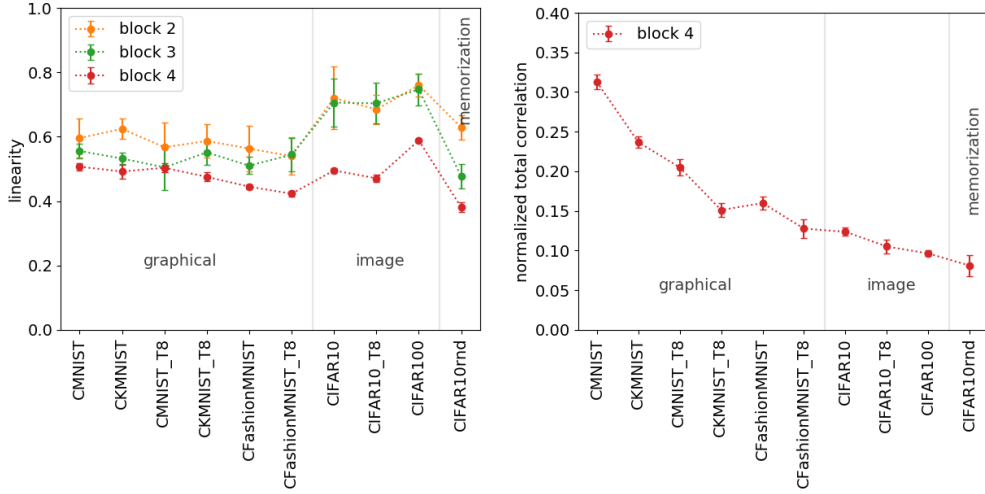 1.0
0.8
0.6
0.4
0.2
0.0
linearity
block 2
block 3
block 4
graphical
image
memorization
CMNIST
CKMNIST
CMNIST_T8
CKMNIST_T8
CFashionMNIST
CFashionMNIST_T8
CIFAR10
CIFAR10_T8
CIFAR100
CIFAR10rnd
0.40
0.35
0.30
0.25
0.20
0.15
0.10
0.05
0.00
normalized total correlation
block 4
graphical
image
memorization
CMNIST
CKMNIST
CMNIST_T8
CKMNIST_T8
CFashionMNIST
CFashionMNIST_T8
CIFAR10
CIFAR10_T8
CIFAR100
CIFAR10rnd